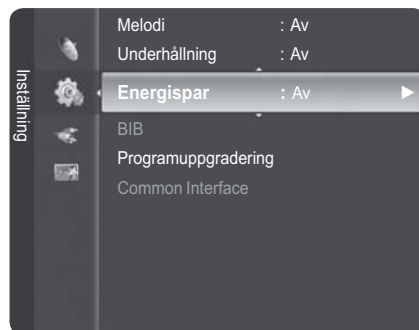 Inställning
Melodi : Av
Underhållning : Av
Energispar : Av
BIB
Programuppgradering
Common Interface